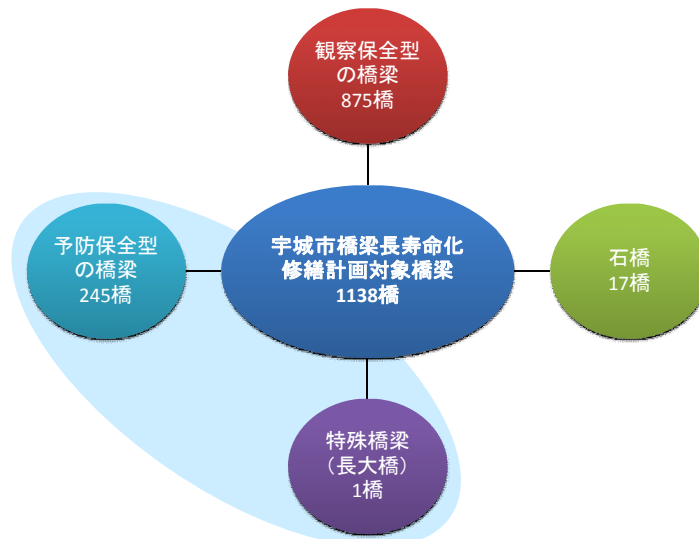 観察保全型
の橋梁
875橋
予防保全型
の橋梁
245橋
宇城市橋梁長寿命化
修繕計画対象橋梁
1138橋
石橋
17橋
特殊橋梁
（長大橋）
1橋